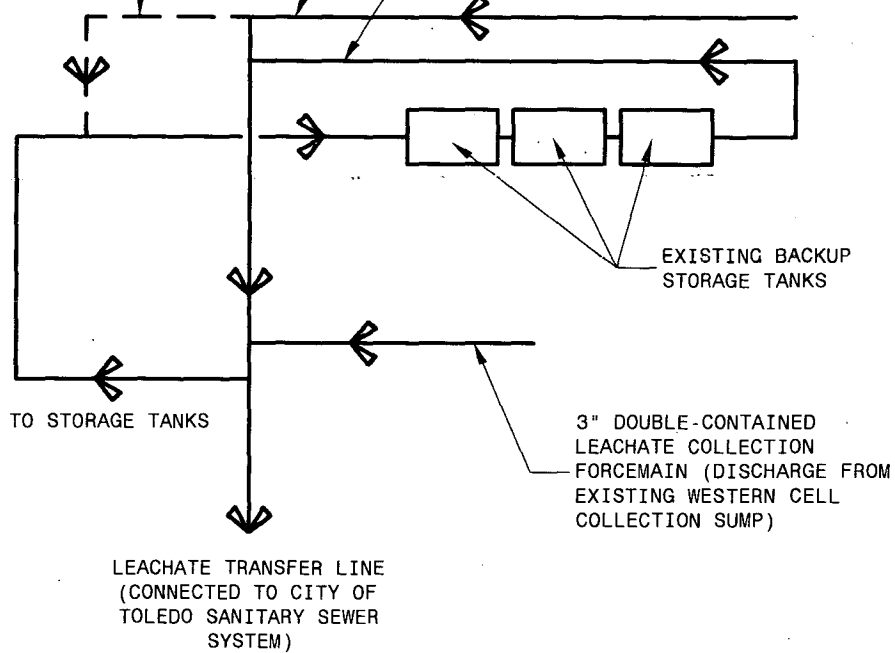 EXISTING BACKUP
STORAGE TANKS
TO STORAGE TANKS
3" DOUBLE-CONTAINED
LEACHATE COLLECTION
FORCEMAIN (DISCHARGE FROM
EXISTING WESTERN CELL
COLLECTION SUMP)
LEACHATE TRANSFER LINE
(CONNECTED TO CITY OF
TOLEDO SANITARY SEWER
SYSTEM)